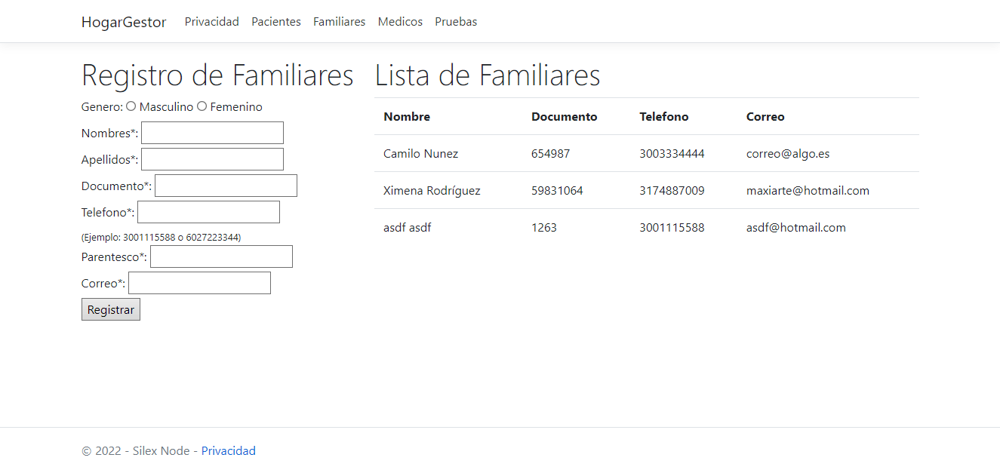 HogarGestor Privacidad Pacientes Familiares Medicos Pruebas
Registro de Familiares
Genero: Masculino Femenino
Nombres*:
Apellidos*:
Documento*:
Telefono*:
(Ejemplo: 3001115588 o 6027223344)
Parentesco*:
Correo*:
Registrar
Lista de Familiares
Nombre Documento Telefono Correo
Camilo Nunez 654987 3003334444 correo@algo.es
Ximena Rodríguez 59831064 3174887009 maxiarte@hotmail.com
asdf asdf 1263 3001115588 asdf@hotmail.com
© 2022 - Silex Node - Privacidad